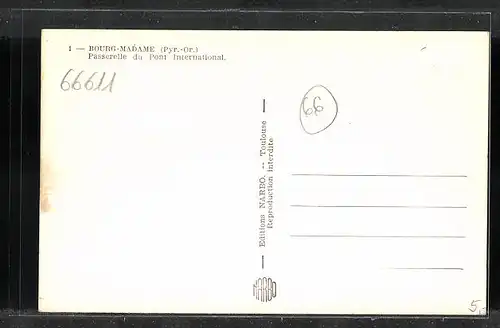 1 — BOURG-MADAME (Pyr.-Or.)
Passerelle du Pont International.
66611
66
— Editions NARBO. -- Toulouse —
Reproduction interdite
NARBO
5,-